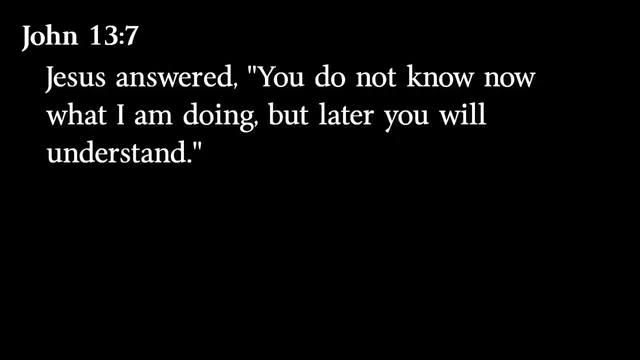 John 13:7
Jesus answered, "You do not know now
what I am doing, but later you will
understand."